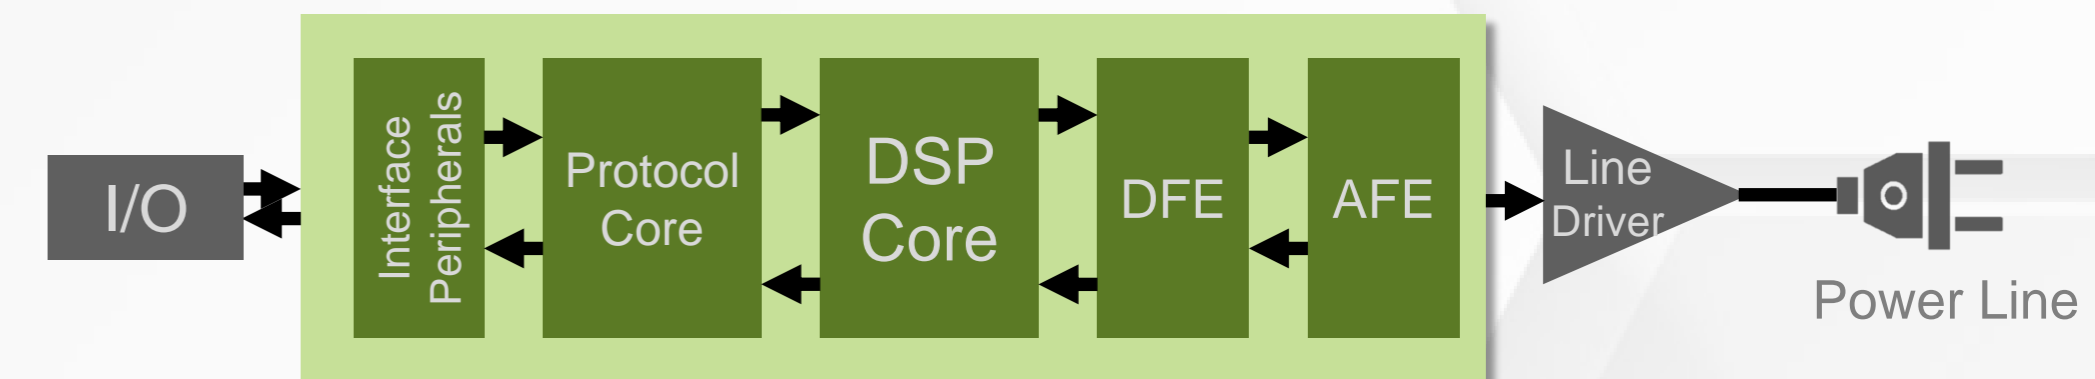 I/O
Interface
Peripherals
Protocol
Core
DSP
Core
DFE
AFE
Line
Driver
Power Line